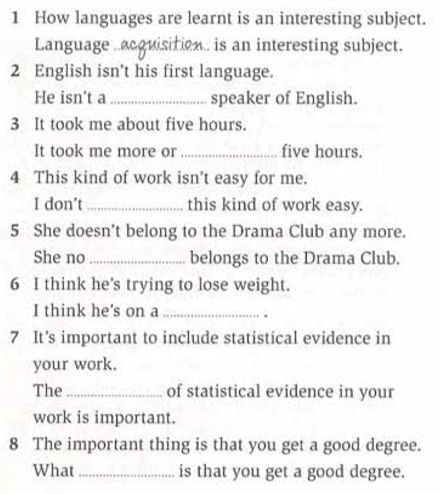 1 How languages are learnt is an interesting subject.
Language ..acquisition.. is an interesting subject.
2 English isn't his first language.
He isn't a ........................ speaker of English.
3 It took me about five hours.
It took me more or ........................ five hours.
4 This kind of work isn't easy for me.
I don't ........................ this kind of work easy.
5 She doesn't belong to the Drama Club any more.
She no ........................ belongs to the Drama Club.
6 I think he's trying to lose weight.
I think he's on a ........................ .
7 It's important to include statistical evidence in
your work.
The ........................ of statistical evidence in your
work is important.
8 The important thing is that you get a good degree.
What ........................ is that you get a good degree.